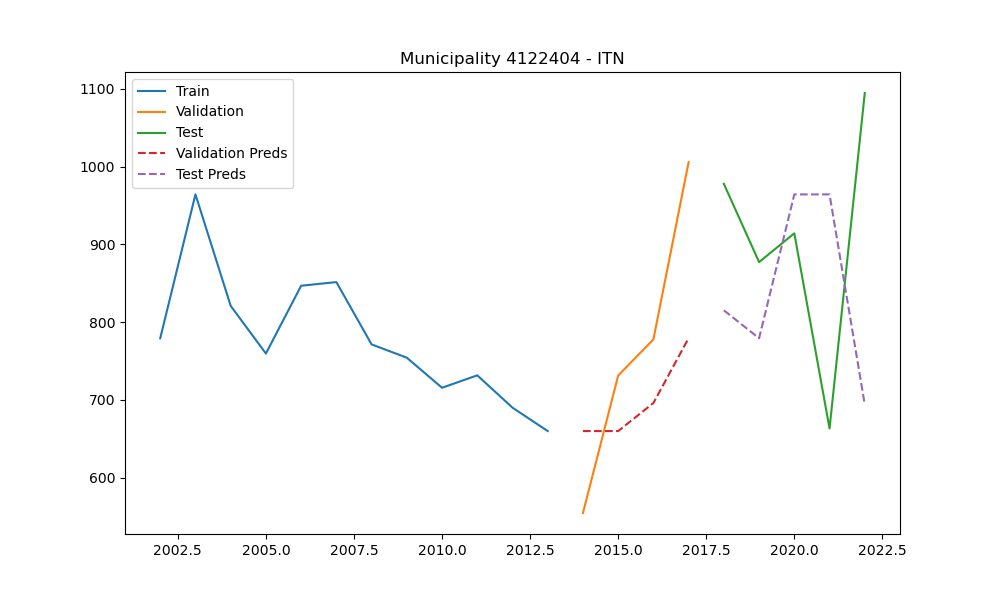 Municipality 4122404 - ITN
Train
Validation
Test
Validation Preds
Test Preds
1100
1000
900
800
700
600
2002.5 2005.0 2007.5 2010.0 2012.5 2015.0 2017.5 2020.0 2022.5